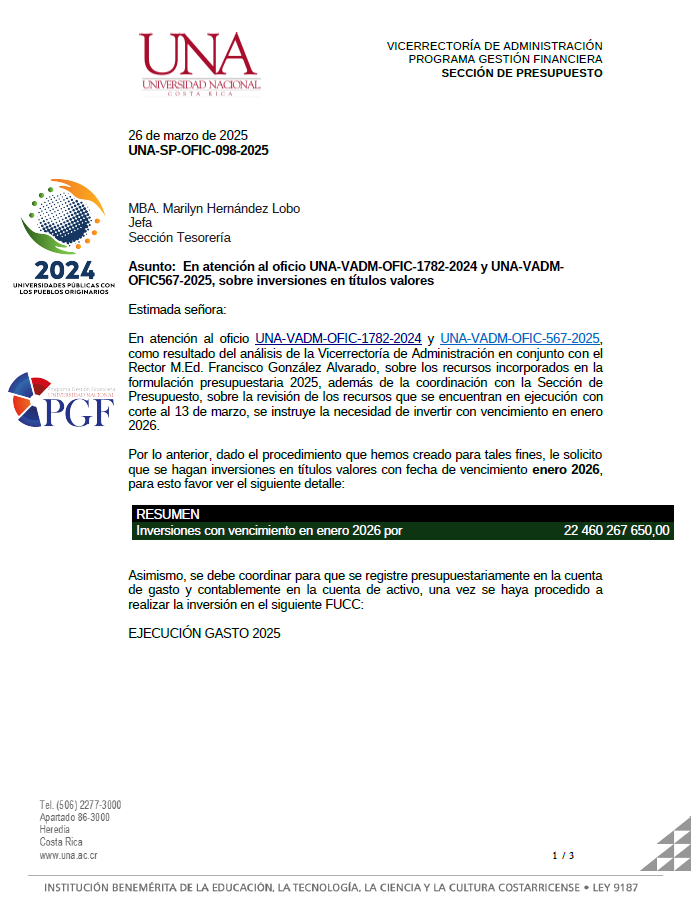 UNA
UNIVERSIDAD NACIONAL
COSTA RICA
VICERRECTORÍA DE ADMINISTRACIÓN
PROGRAMA GESTIÓN FINANCIERA
SECCIÓN DE PRESUPUESTO
26 de marzo de 2025
UNA-SP-OFIC-098-2025
2024
UNIVERSIDADES PÚBLICAS CON
LOS PUEBLOS ORIGINARIOS
MBA. Marilyn Hernández Lobo
Jefa
Sección Tesorería
Asunto: En atención al oficio UNA-VADM-OFIC-1782-2024 y UNA-VADM-
OFIC567-2025, sobre inversiones en títulos valores
Estimada señora:
En atención al oficio UNA-VADM-OFIC-1782-2024 y UNA-VADM-OFIC-567-2025,
como resultado del análisis de la Vicerrectoría de Administración en conjunto con el
Rector M.Ed. Francisco González Alvarado, sobre los recursos incorporados en la
formulación presupuestaria 2025, además de la coordinación con la Sección de
Presupuesto, sobre la revisión de los recursos que se encuentran en ejecución con
corte al 13 de marzo, se instruye la necesidad de invertir con vencimiento en enero
2026.
Programa Gestión Financiera
UNIVERSIDAD NACIONAL
PGF
Por lo anterior, dado el procedimiento que hemos creado para tales fines, le solicito
que se hagan inversiones en títulos valores con fecha de vencimiento enero 2026,
para esto favor ver el siguiente detalle:
RESUMEN
Inversiones con vencimiento en enero 2026 por 22 460 267 650,00
Asimismo, se debe coordinar para que se registre presupuestariamente en la cuenta
de gasto y contablemente en la cuenta de activo, una vez se haya procedido a
realizar la inversión en el siguiente FUCC:
EJECUCIÓN GASTO 2025
Tel. (506) 2277-3000
Apartado 86-3000
Heredia
Costa Rica
www.una.ac.cr
1 / 3
INSTITUCIÓN BENEMÉRITA DE LA EDUCACIÓN, LA TECNOLOGÍA, LA CIENCIA Y LA CULTURA COSTARRICENSE • LEY 9187